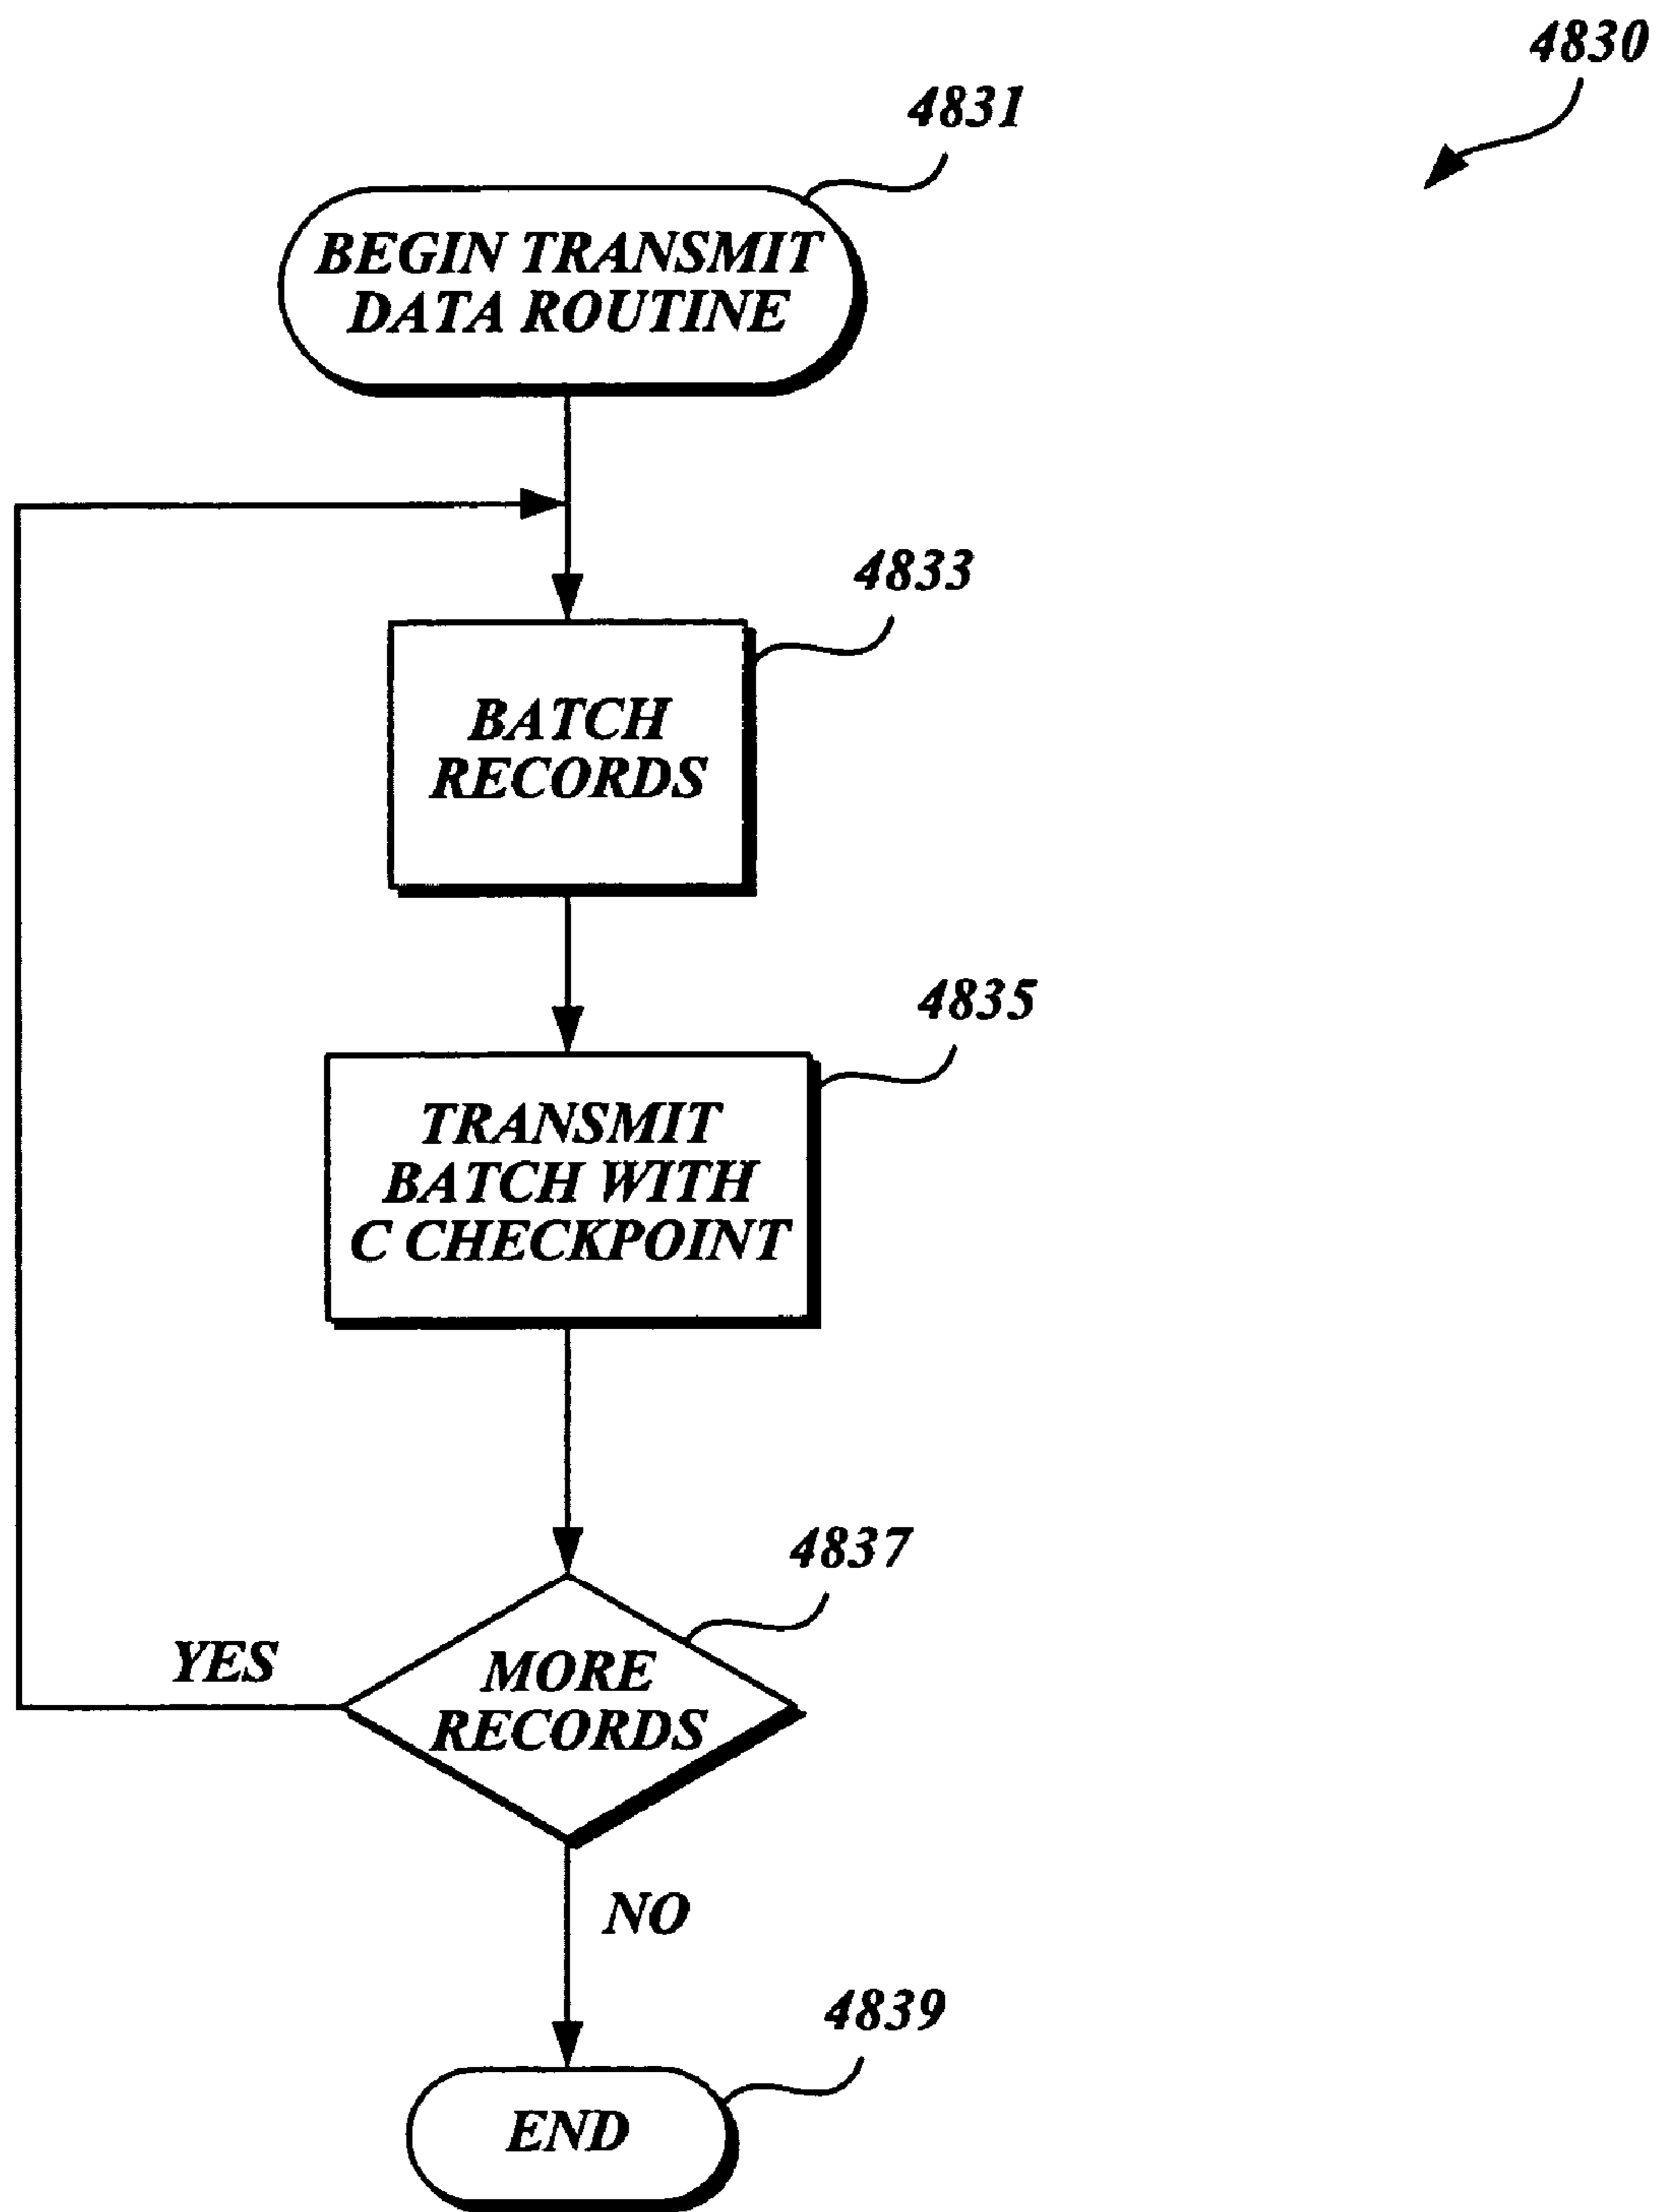 4830
4831
BEGIN TRANSMIT
DATA ROUTINE
4833
BATCH
RECORDS
4835
TRANSMIT
BATCH WITH
C CHECKPOINT
4837
YES
MORE
RECORDS
NO
4839
END